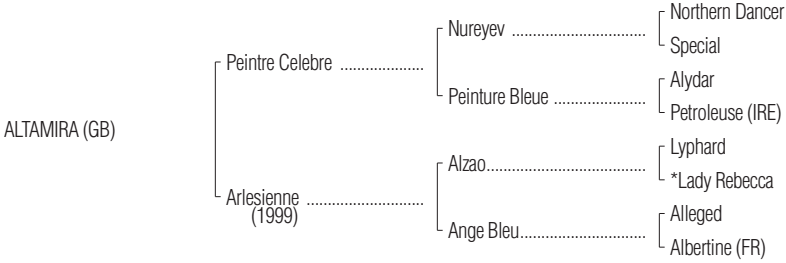 Northern Dancer
Nureyev ..............................
Special
Peintre Celebre ....................
Alydar
Peinture Bleue ....................
Petroleuse (IRE)
ALTAMIRA (GB)
Lyphard
Alzao...................................
*Lady Rebecca
Arlesienne ...........................
(1999)
Alleged
Ange Bleu............................
Albertine (FR)